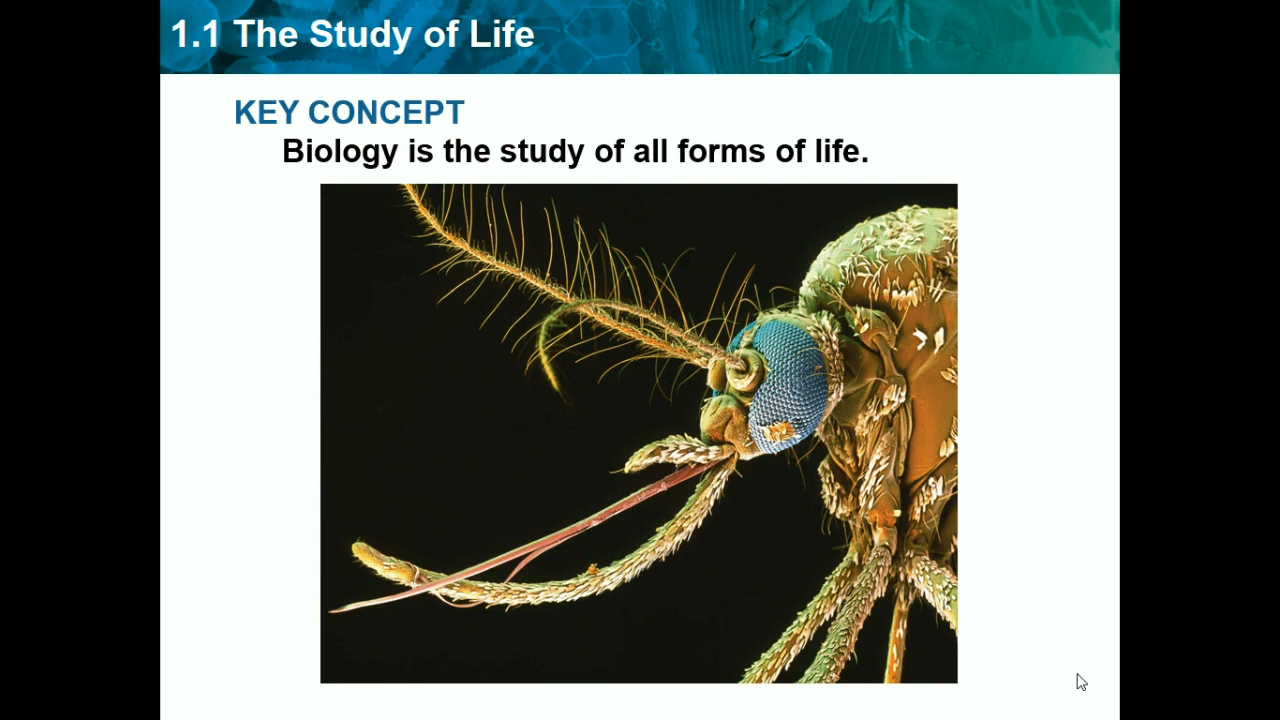 1.1 The Study of Life
KEY CONCEPT
Biology is the study of all forms of life.